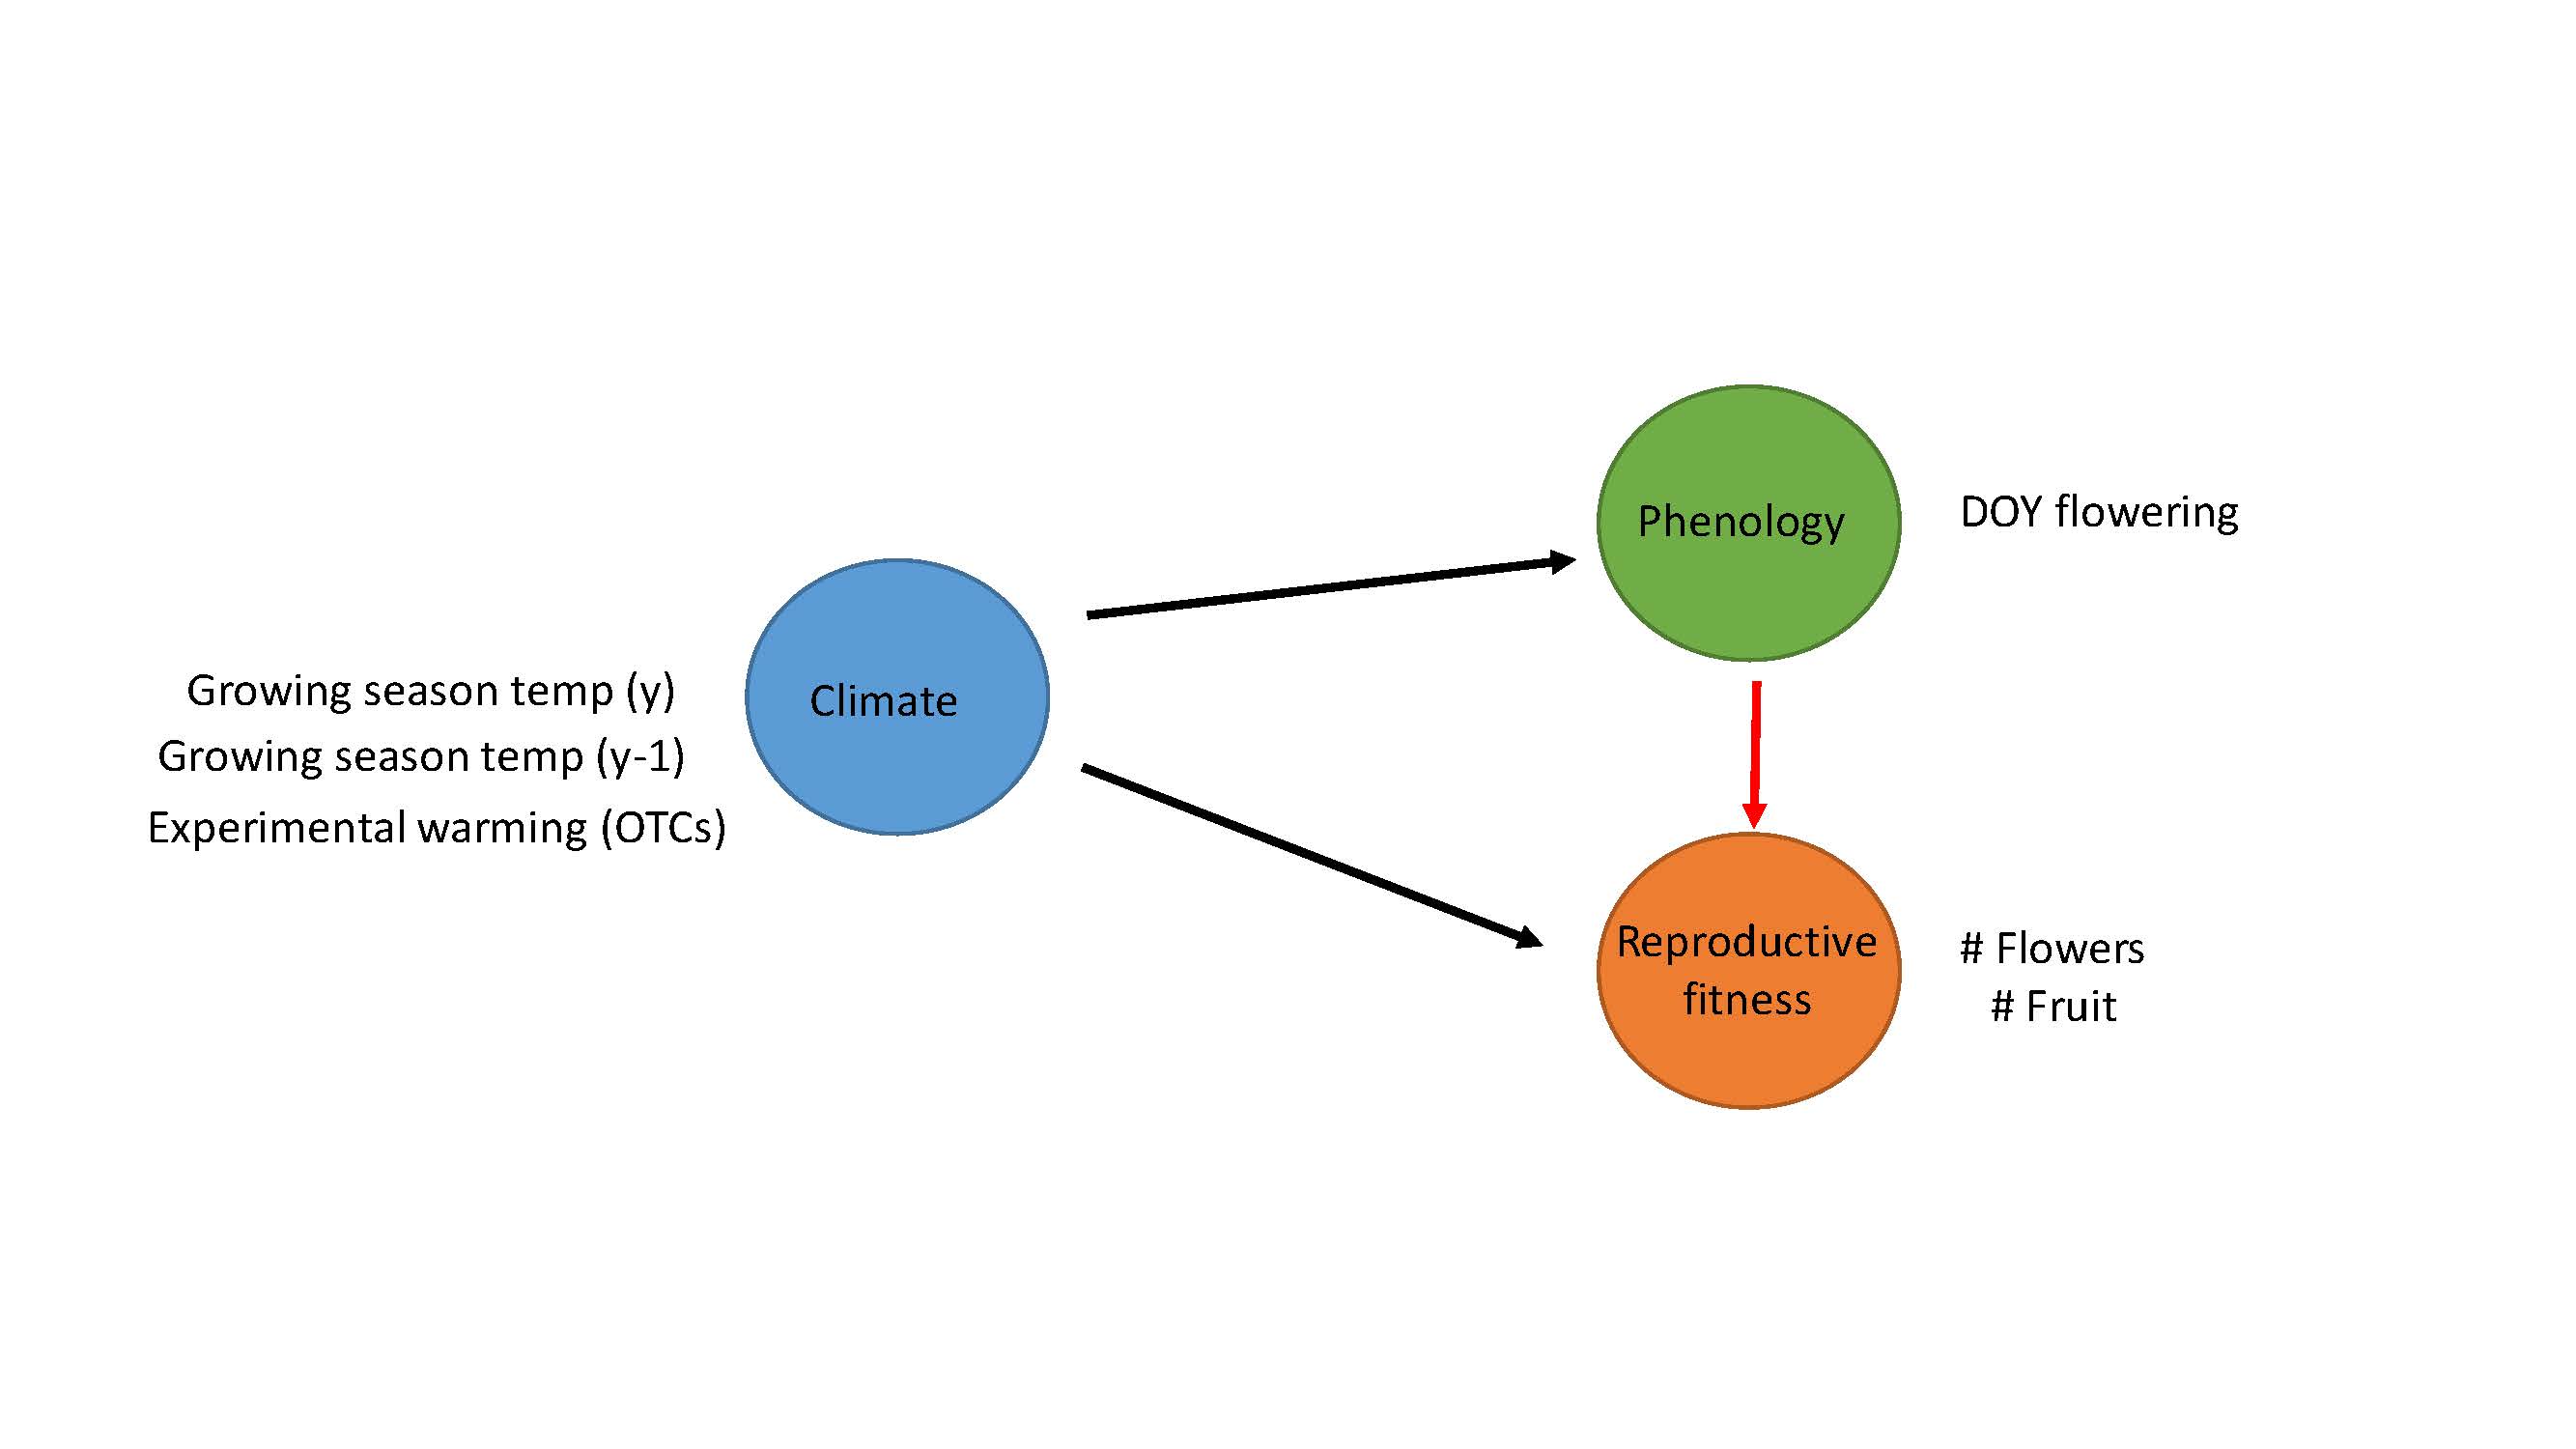 Growing season temp (y)
Growing season temp (y-1)
Experimental warming (OTCs)
Climate
Phenology
DOY flowering
Reproductive
fitness
# Flowers
# Fruit